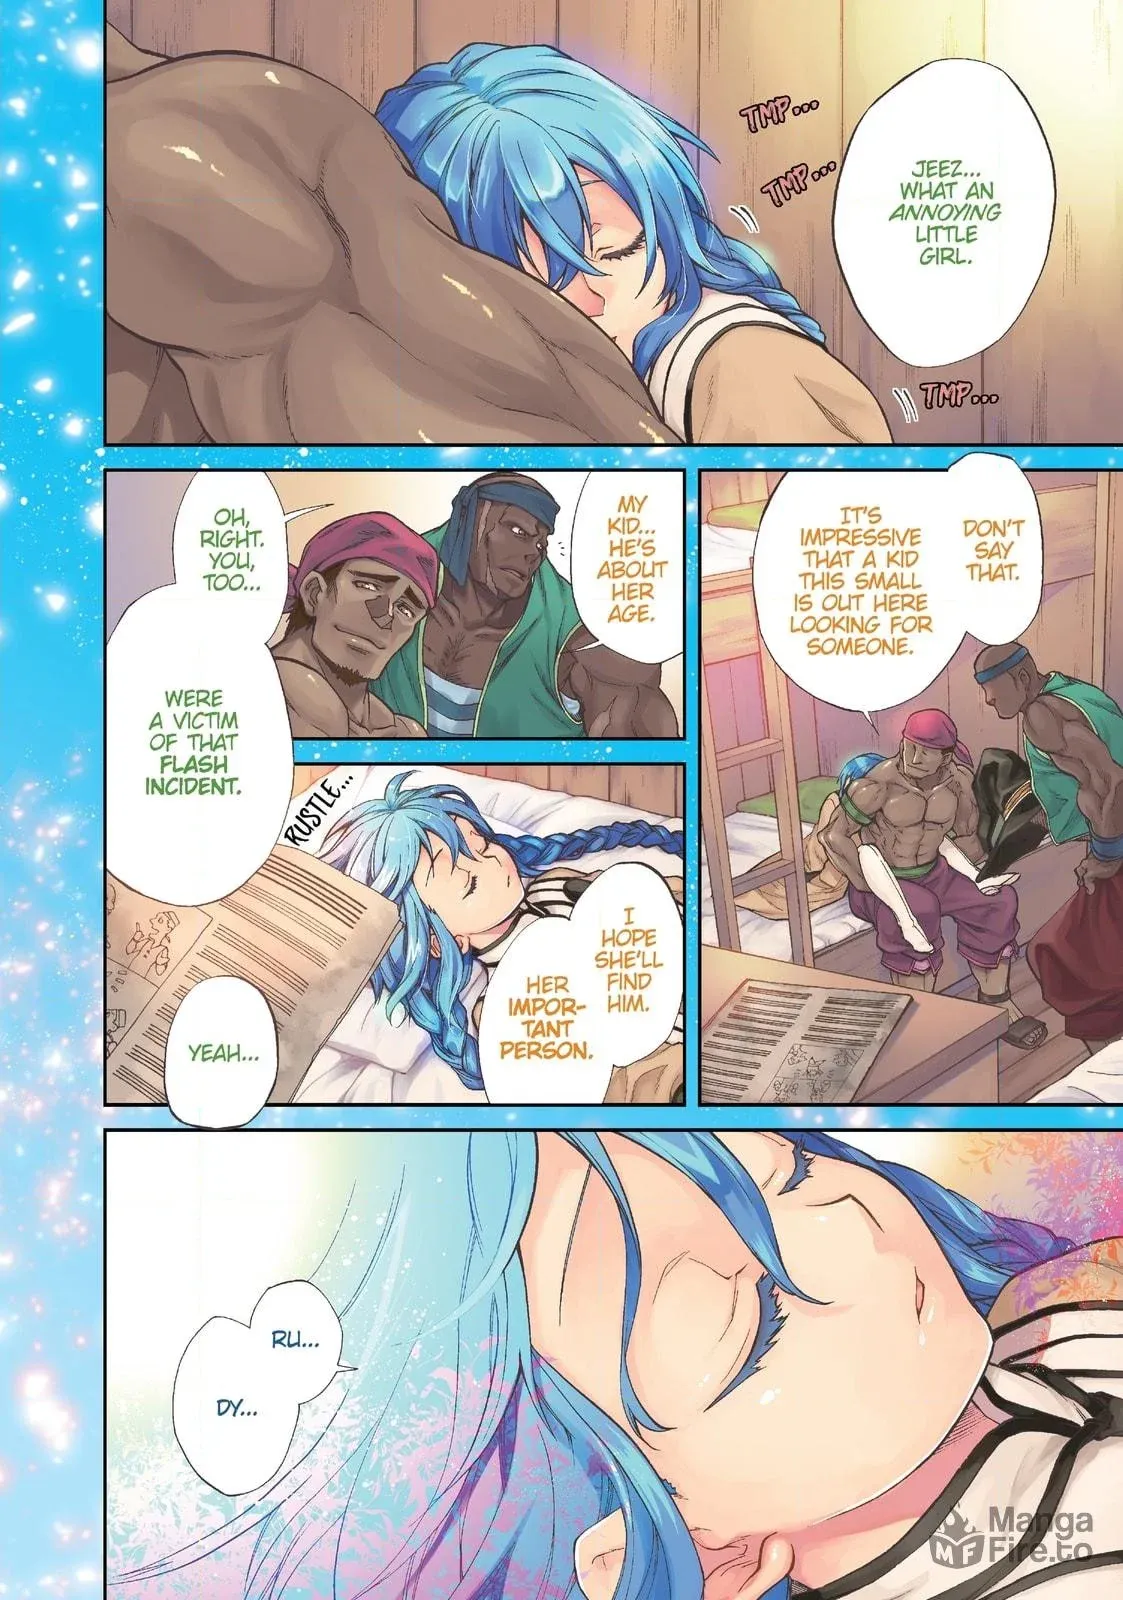 JEEZ...
WHAT AN
ANNOYING
LITTLE
GIRL.
TMP...
TMP...
TMP...
DON'T
SAY
THAT.
IT'S
IMPRESSIVE
THAT A KID
THIS SMALL
IS OUT HERE
LOOKING FOR
SOMEONE.
MY
KID...
HE'S
ABOUT
HER
AGE.
OH,
RIGHT.
YOU,
TOO...
WERE
A VICTIM
OF THAT
FLASH
INCIDENT.
RUSTLE...
I
HOPE
SHE'LL
FIND
HIM.
HER
IMPOR-
TANT
PERSON.
YEAH...
RU...
DY...
MF
Manga
Fire.to